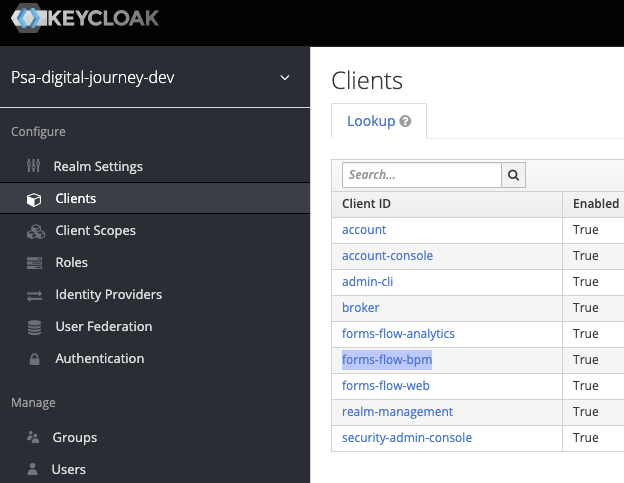 KEYCLOAK
Psa-digital-journey-dev
Configure
Realm Settings
Clients
Client Scopes
Roles
Identity Providers
User Federation
Authentication
Manage
Groups
Users
Clients
Lookup
Search...
Client ID Enabled
account True
account-console True
admin-cli True
broker True
forms-flow-analytics True
forms-flow-bpm True
forms-flow-web True
realm-management True
security-admin-console True